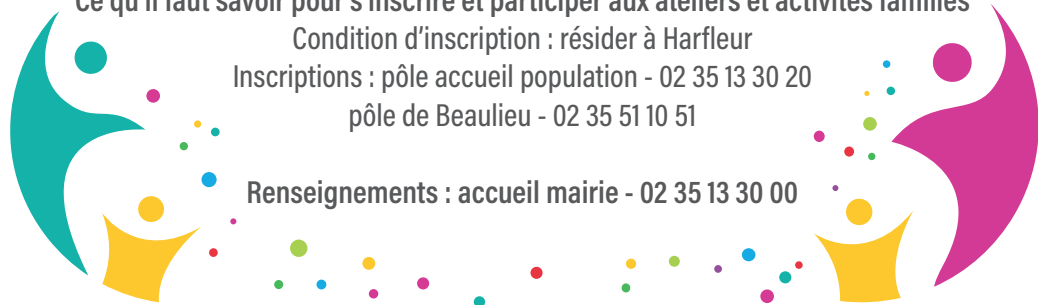 Ce qu'il faut savoir pour s'inscrire et participer aux ateliers et activités familles
Condition d'inscription : résider à Harfleur
Inscriptions : pôle accueil population - 02 35 13 30 20
pôle de Beaulieu - 02 35 51 10 51
Renseignements : accueil mairie - 02 35 13 30 00